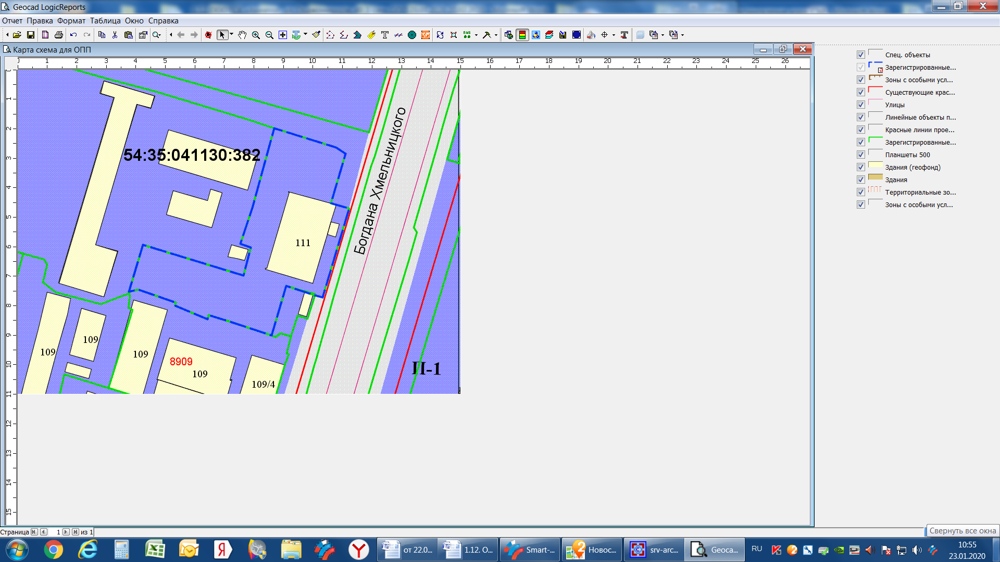 Geocad LogicReports
Отчет Правка Формат Таблица Окно Справка
Карта схема для ОПП
1 2 3 4 5 6 7 8 9 10 11 12 13 14 15 16 17 18 19 20 21 22 23 24 25 26
1
2
3
4
5
6
7
8
9
10
11
12
13
14
15
54:35:041130:382
Богдана Хмельницкого
111
109
109
109
8909
109
109/4
П-1
Спец. объекты
Зарегистрированные...
Зоны с особыми усл...
Существующие крас...
Улицы
Линейные объекты п...
Красные линии прое...
Зарегистрированные...
Планшеты 500
Здания (геофонд)
Здания
Территориальные зо...
Зоны с особыми усл...
Страница 1 из 1
Свернуть все окна
от 22.0...
1.12. О...
Smart-...
Новос...
srv-arc...
Geoca...
RU
10:55
23.01.2020